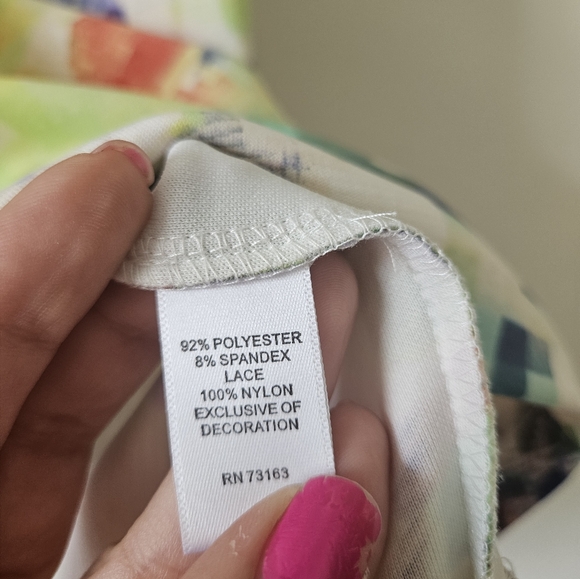 92% POLYESTER
8% SPANDEX
LACE
100% NYLON
EXCLUSIVE OF
DECORATION
RN 73163